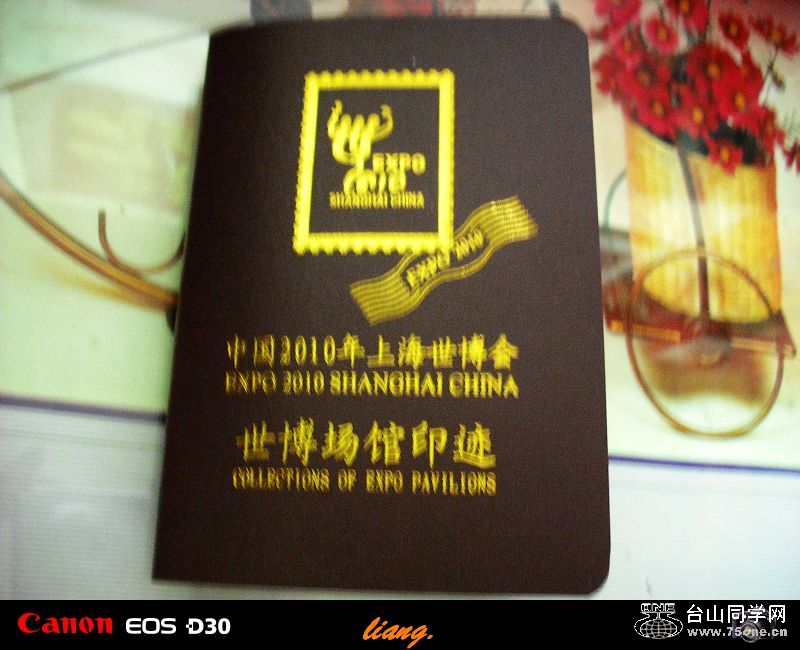 EXPO
2010
SHANGHAI CHINA
EXPO 2010
中国2010年上海世博会
EXPO 2010 SHANGHAI CHINA
世博场馆印迹
COLLECTIONS OF EXPO PAVILIONS
Canon EOS D30
liang.
ONE
台山同学网
www.75one.cn